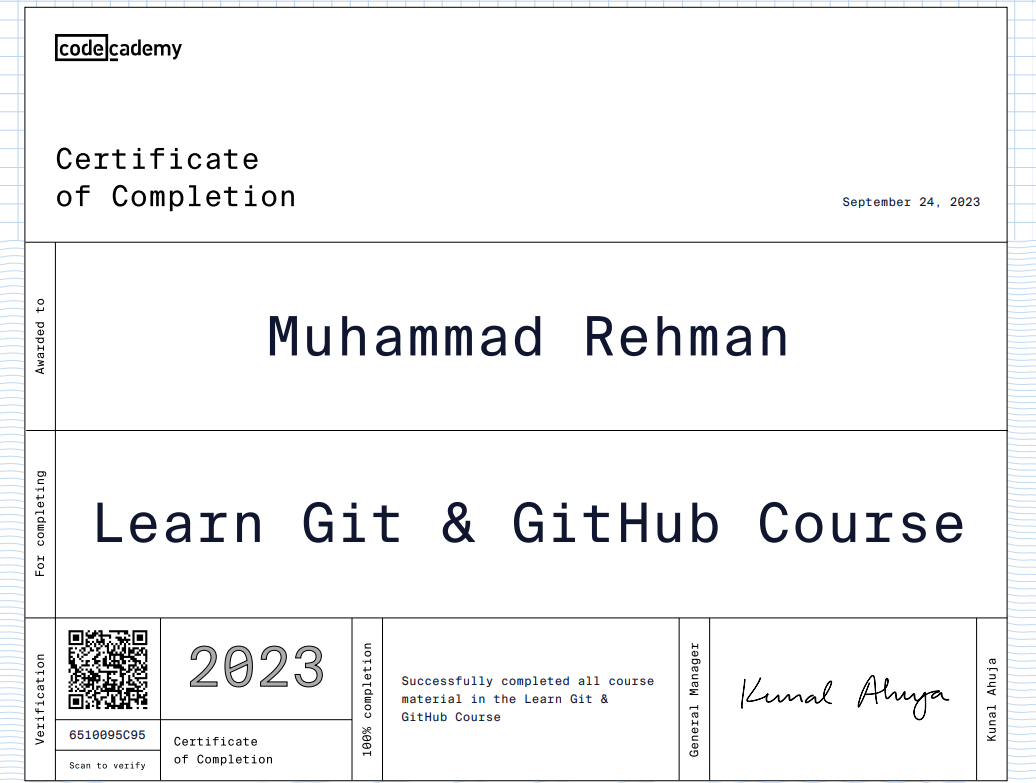 codecademy
Certificate
of Completion
September 24, 2023
Awarded to
Muhammad Rehman
For completing
Learn Git & GitHub Course
Verification
6510095C95
Scan to verify
2023
Certificate
of Completion
100% completion
Successfully completed all course
material in the Learn Git &
GitHub Course
General Manager
Kunal Ahuja
Kunal Ahuja